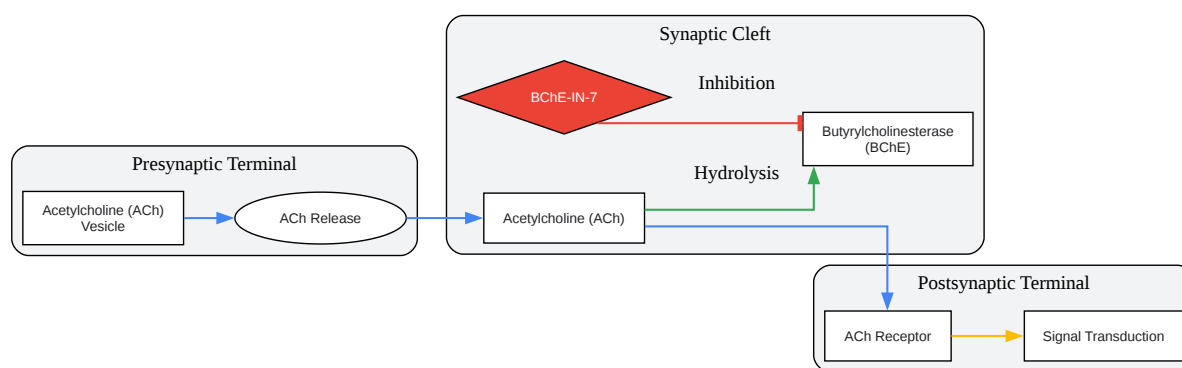 Synaptic Cleft
BChE-IN-7
Inhibition
Butyrylcholinesterase
(BChE)
Presynaptic Terminal
Hydrolysis
Acetylcholine (ACh)
Vesicle
ACh Release
Acetylcholine (ACh)
Postsynaptic Terminal
ACh Receptor
Signal Transduction